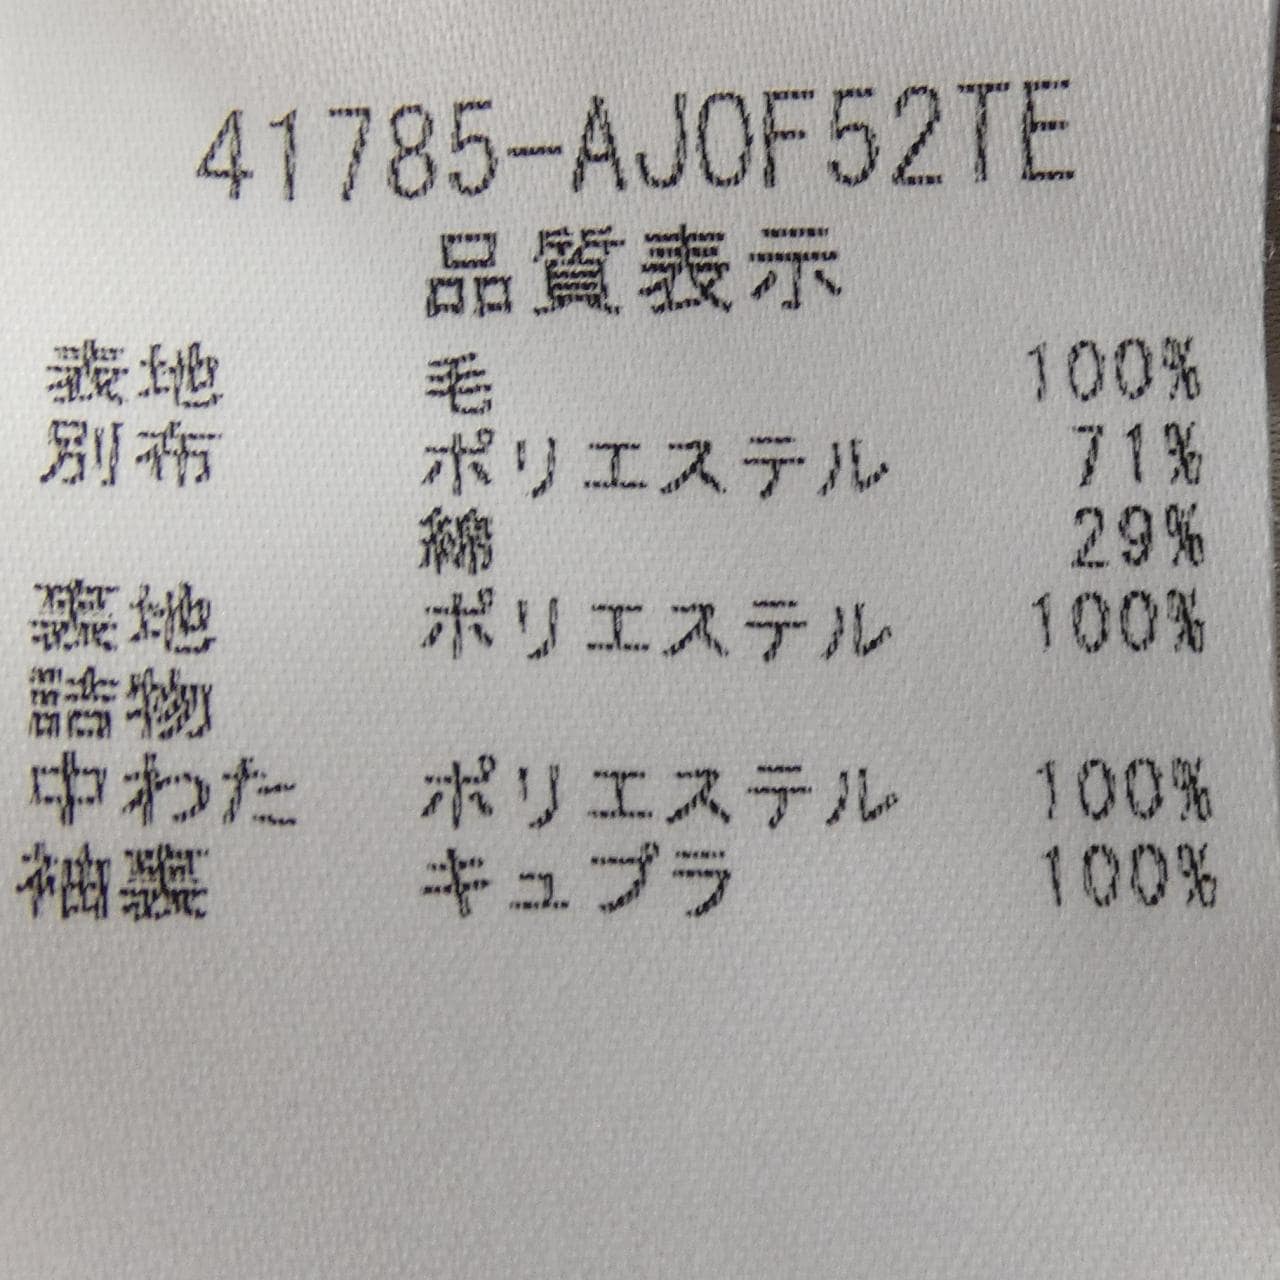 41785-AJOF52TE
品質表示
表地 毛 100%
別布 ポリエステル 71%
綿 29%
裏地 ポリエステル 100%
詰物
中わた ポリエステル 100%
袖裏 キュプラ 100%